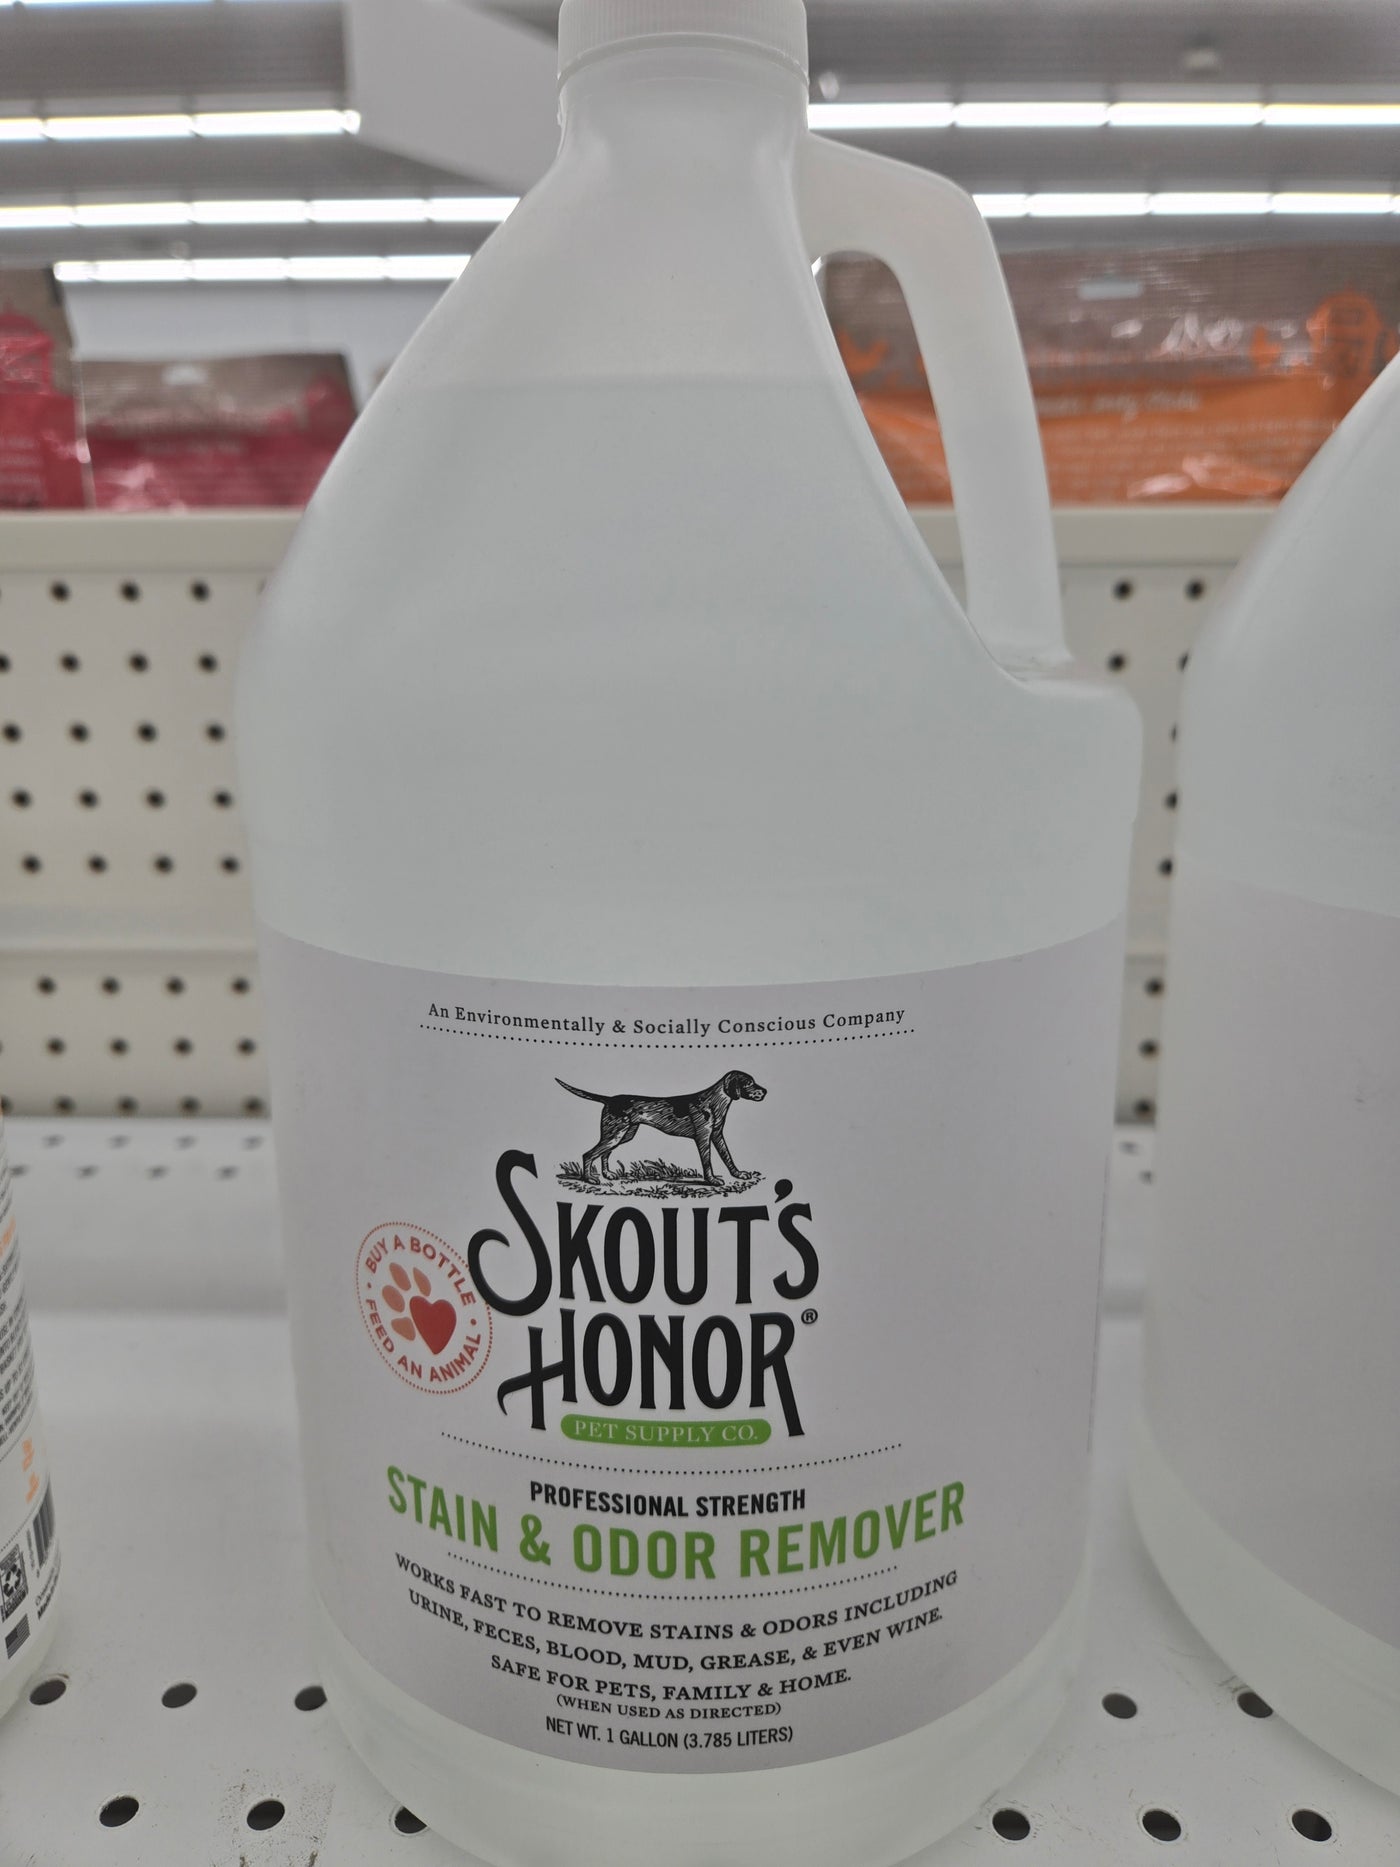 An Environmentally & Socially Conscious Company
SKOUT'S
HONOR®
PET SUPPLY CO.
BUY A BOTTLE
• FEED AN ANIMAL •
PROFESSIONAL STRENGTH
STAIN & ODOR REMOVER
WORKS FAST TO REMOVE STAINS & ODORS INCLUDING
URINE, FECES, BLOOD, MUD, GREASE, & EVEN WINE.
SAFE FOR PETS, FAMILY & HOME.
(WHEN USED AS DIRECTED)
NET WT. 1 GALLON (3.785 LITERS)